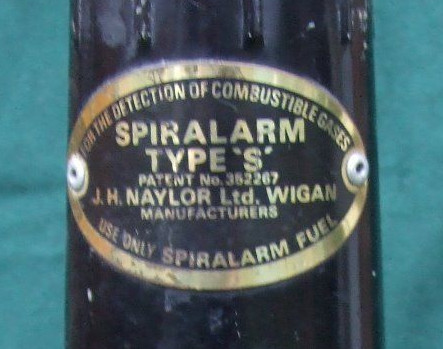 FOR THE DETECTION OF COMBUSTIBLE GASES
SPIRALARM
TYPE 'S'
PATENT No. 352267
J.H. NAYLOR Ltd. WIGAN
MANUFACTURERS
USE ONLY SPIRALARM FUEL